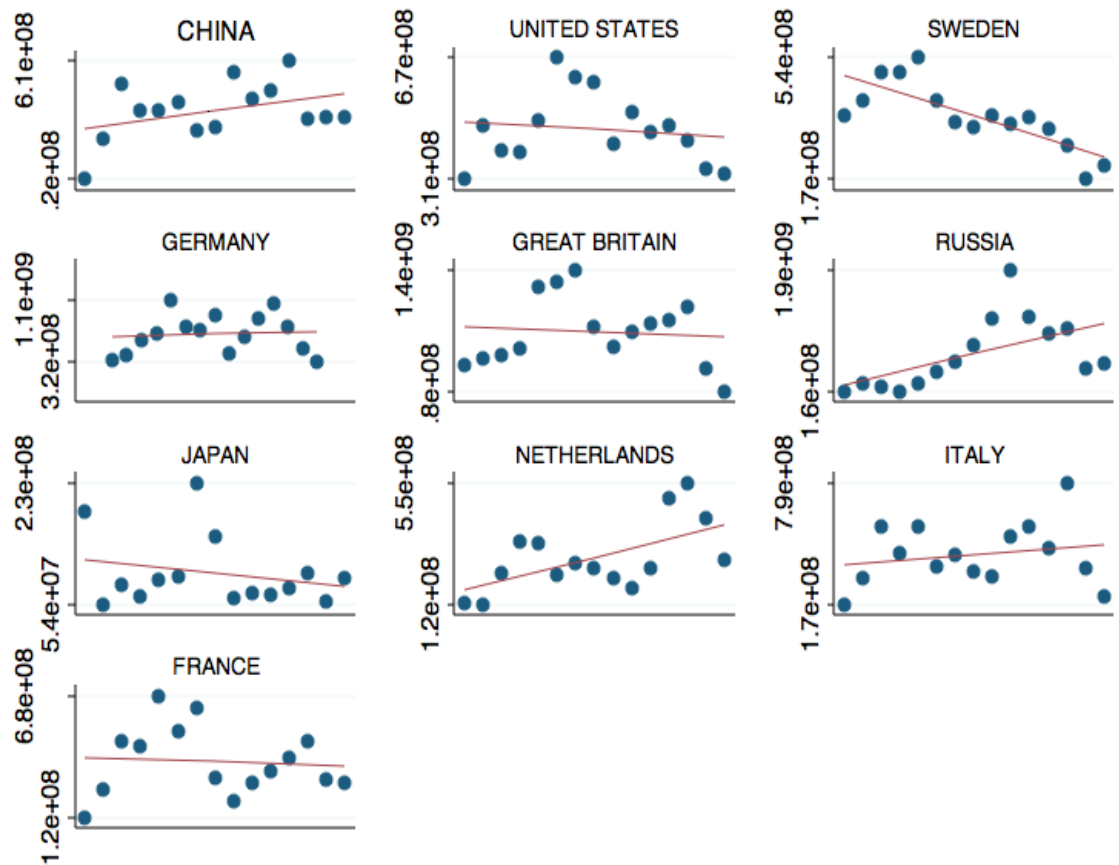 CHINA
6.1e+08
.2e+08
UNITED STATES
6.7e+08
3.1e+08
SWEDEN
5.4e+08
1.7e+08
GERMANY
1.1e+09
3.2e+08
GREAT BRITAIN
1.4e+09
.8e+08
RUSSIA
1.9e+09
1.6e+08
JAPAN
2.3e+08
5.4e+07
NETHERLANDS
5.5e+08
1.2e+08
ITALY
7.9e+08
1.7e+08
FRANCE
6.8e+08
1.2e+08